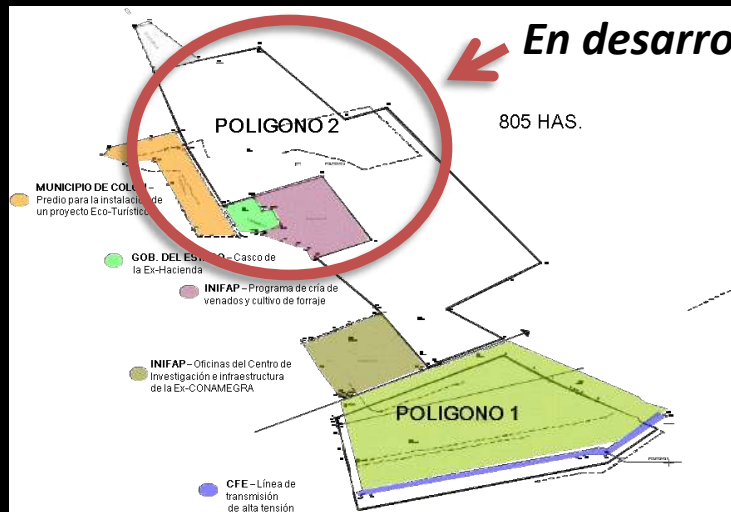 En desarro
POLIGONO 2
805 HAS.
MUNICIPIO DE COLON –
Predio para la instalación de
un proyecto Eco-Turístico
GOB. DEL ESTADO – Casco de
la Ex-Hacienda
INIFAP – Programa de cría de
venados y cultivo de forraje
INIFAP – Oficinas del Centro de
Investigación e infraestructura
de la Ex-CONAMEGRA
POLIGONO 1
CFE – Línea de
transmisión
de alta tensión